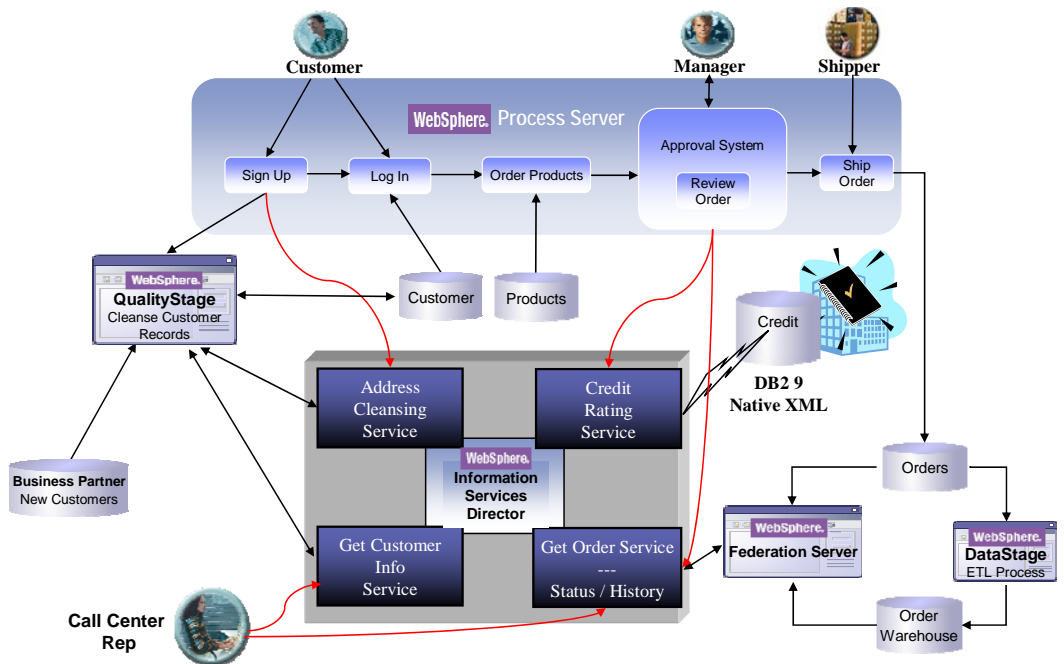 Customer
Manager
Shipper
WebSphere. Process Server
Sign Up
Log In
Order Products
Approval System
Review
Order
Ship
Order
WebSphere.
QualityStage
Cleanse Customer
Records
Customer
Products
Credit
DB2 9
Native XML
Address
Cleansing
Service
Credit
Rating
Service
WebSphere.
Information
Services
Director
Business Partner
New Customers
Get Customer
Info
Service
Get Order Service
---
Status / History
Orders
WebSphere.
Federation Server
WebSphere.
DataStage
ETL Process
Order
Warehouse
Call Center
Rep